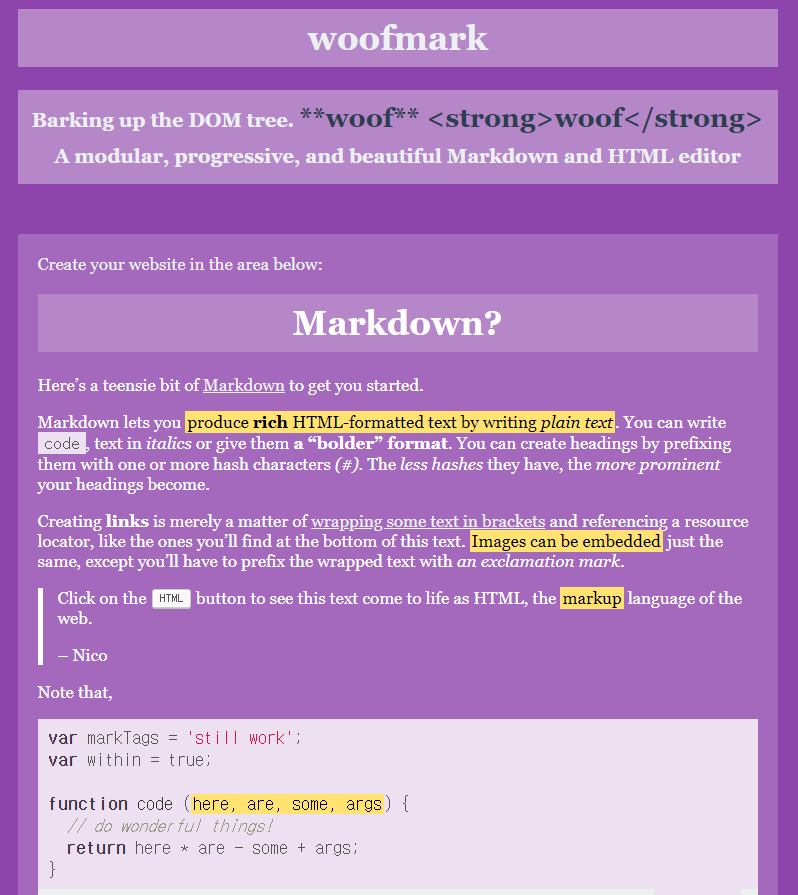 woofmark
Barking up the DOM tree. **woof** <strong>woof</strong>
A modular, progressive, and beautiful Markdown and HTML editor
Create your website in the area below:
Markdown?
Here’s a teensie bit of Markdown to get you started.
Markdown lets you produce rich HTML-formatted text by writing plain text. You can write
code, text in italics or give them a “bolder” format. You can create headings by prefixing
them with one or more hash characters (#). The less hashes they have, the more prominent
your headings become.
Creating links is merely a matter of wrapping some text in brackets and referencing a resource
locator, like the ones you’ll find at the bottom of this text. Images can be embedded just the
same, except you’ll have to prefix the wrapped text with an exclamation mark.
Click on the HTML button to see this text come to life as HTML, the markup language of the
web.
– Nico
Note that,
var markTags = 'still work';
var within = true;
function code (here, are, some, args) {
  // do wonderful things!
  return here * are - some + args;
}